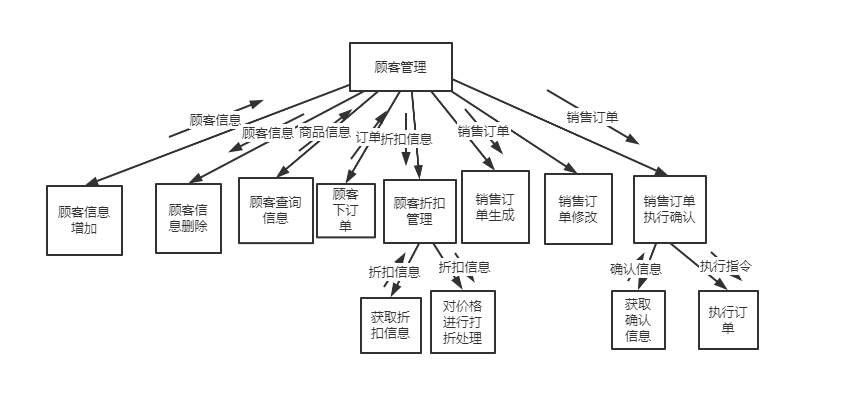 顾客管理
顾客信息
顾客信息
商品信息
订单
折扣信息
销售订单
销售订单
顾客信息
增加
顾客信
息删除
顾客查询
信息
顾客
下订
单
顾客折扣
管理
销售订
单生成
销售订
单修改
销售订单
执行确认
折扣信息
折扣信息
确认信息
执行指令
获取折
扣信息
对价格
进行打
折处理
获取
确认
信息
执行订
单